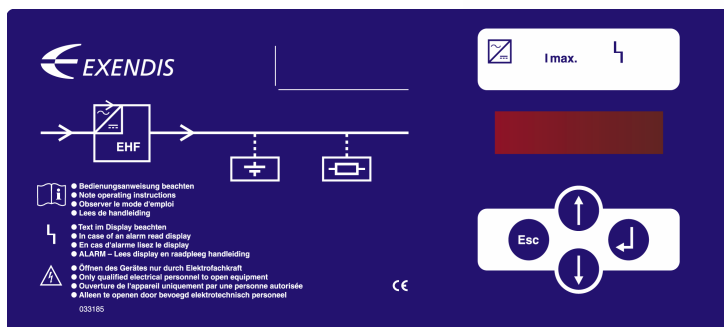 EXENDIS
I max.
EHF
● Bedienungsanweisung beachten
● Note operating instructions
● Observer le mode d'emploi
● Lees de handleiding
● Text im Display beachten
● In case of an alarm read display
● En cas d'alarme lisez le display
● ALARM – Lees display en raadpleeg handleiding
● Öffnen des Gerätes nur durch Elektrofachkraft
● Only qualified electrical personnel to open equipment
● Ouverture de l'appareil uniquement par une personne autorisée
● Alleen te openen door bevoegd elektrotechnisch personeel
033185
CE
Esc